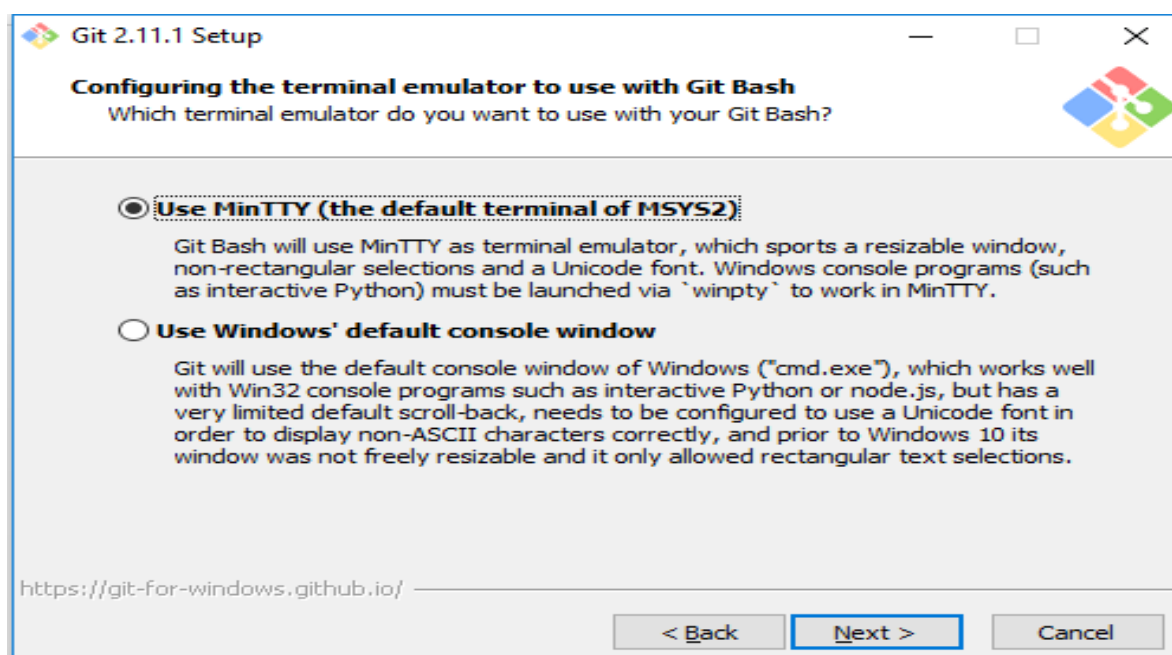 Git 2.11.1 Setup
Configuring the terminal emulator to use with Git Bash
Which terminal emulator do you want to use with your Git Bash?
Use MinTTY (the default terminal of MSYS2)
Git Bash will use MinTTY as terminal emulator, which sports a resizable window,
non-rectangular selections and a Unicode font. Windows console programs (such
as interactive Python) must be launched via `winpty` to work in MinTTY.
Use Windows' default console window
Git will use the default console window of Windows ("cmd.exe"), which works well
with Win32 console programs such as interactive Python or node.js, but has a
very limited default scroll-back, needs to be configured to use a Unicode font in
order to display non-ASCII characters correctly, and prior to Windows 10 its
window was not freely resizable and it only allowed rectangular text selections.
https://git-for-windows.github.io/
< Back Next > Cancel